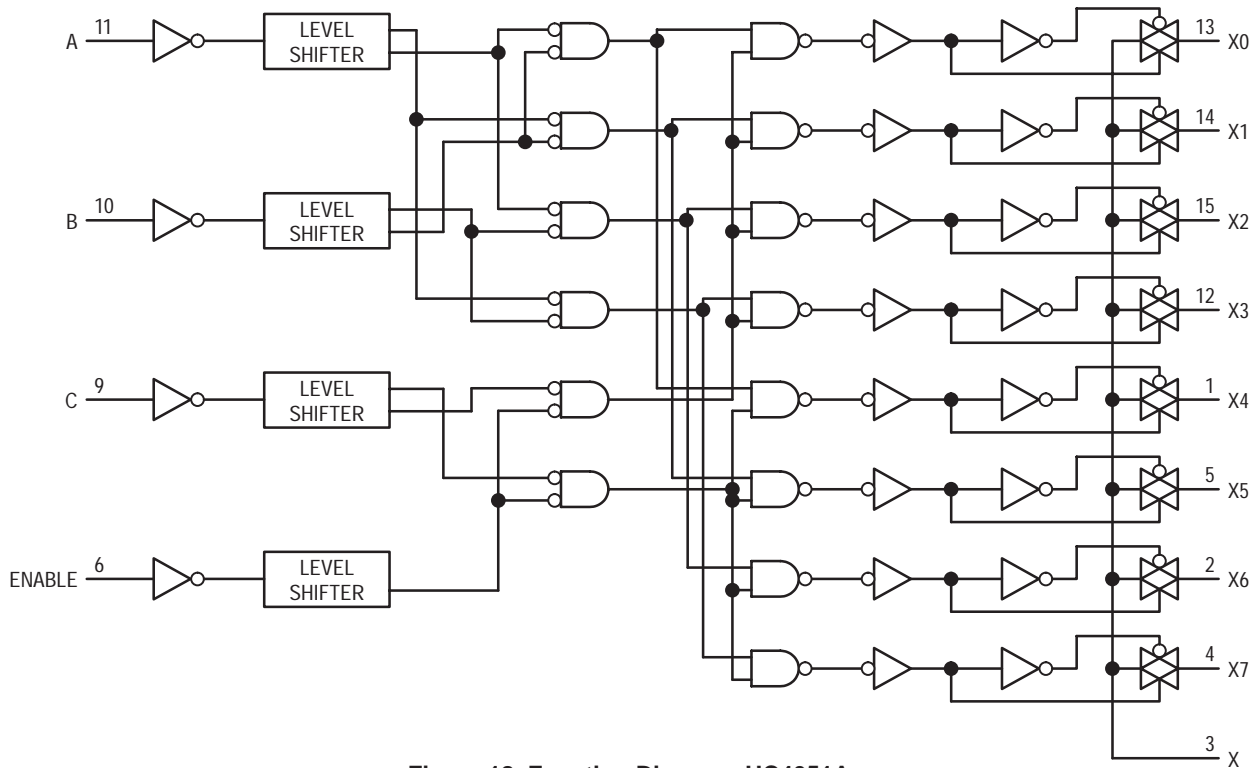 A 11 LEVEL SHIFTER 13 X0
14 X1
B 10 LEVEL SHIFTER 15 X2
12 X3
C 9 LEVEL SHIFTER 1 X4
5 X5
ENABLE 6 LEVEL SHIFTER 2 X6
4 X7
3 X